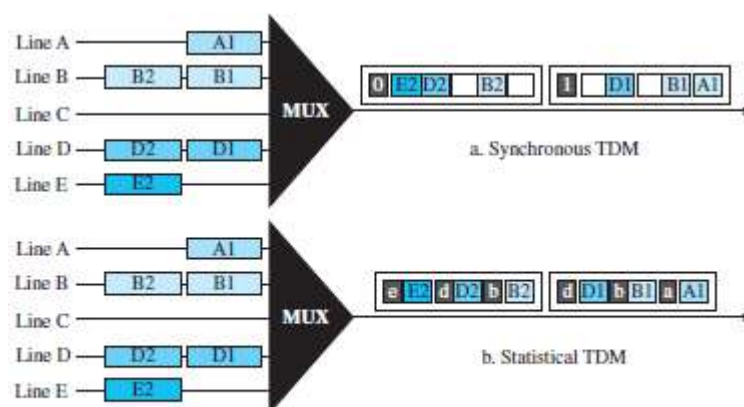 Line A A1
Line B B2 B1
Line C
Line D D2 D1
Line E E2
MUX
0 E2 D2 B2 1 D1 B1 A1
a. Synchronous TDM
Line A A1
Line B B2 B1
Line C
Line D D2 D1
Line E E2
MUX
e E2 d D2 b B2 d D1 b B1 a A1
b. Statistical TDM